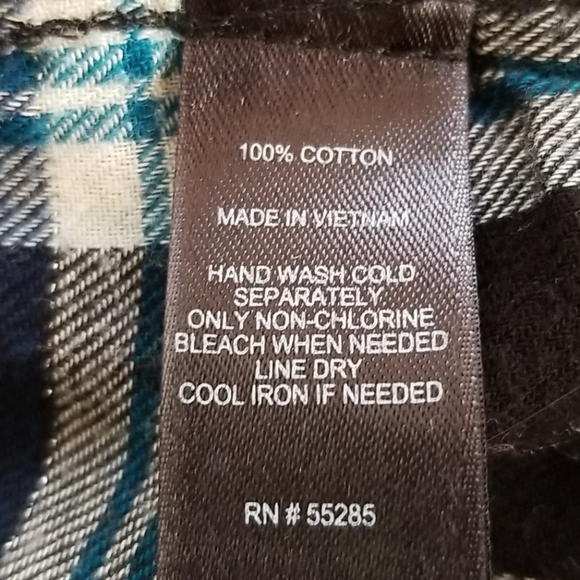 100% COTTON
MADE IN VIETNAM
HAND WASH COLD
SEPARATELY
ONLY NON-CHLORINE
BLEACH WHEN NEEDED
LINE DRY
COOL IRON IF NEEDED
RN # 55285